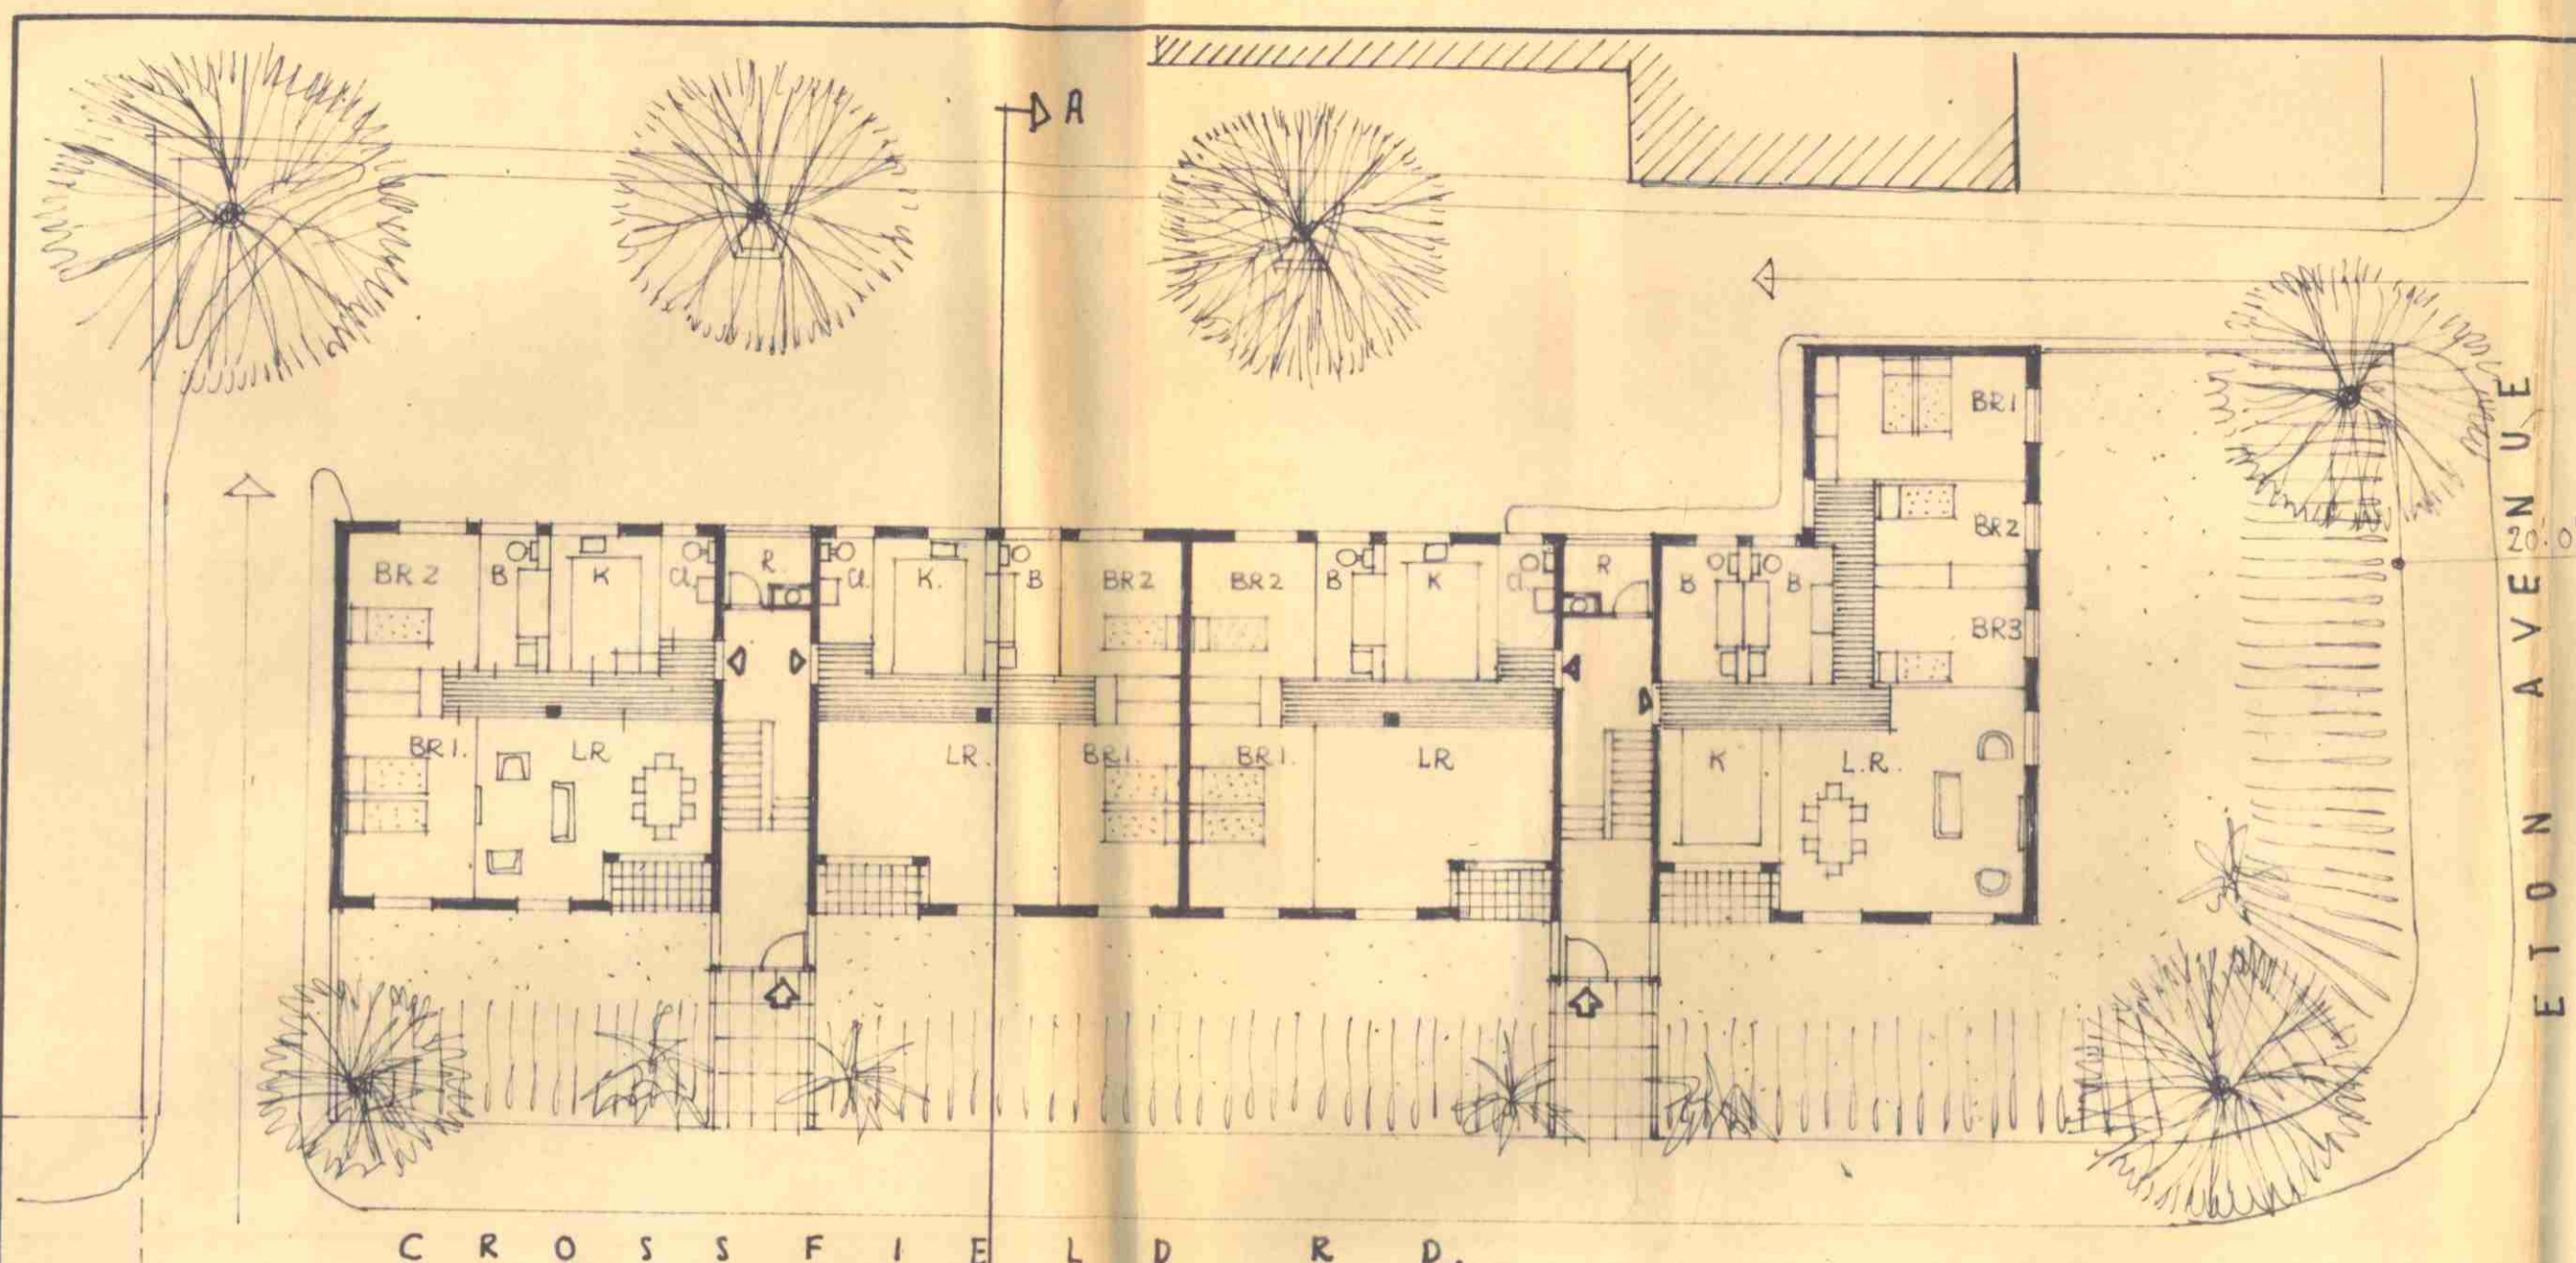 A
BR1
BR2
20'.0
BR 2 B K Cl. R. Cl. K. B BR2 BR2 B K Cl. R B B
BR3
BR1. LR LR. BR1. BR1. LR K L.R.
ETON AVENUE
CROSSFIELD RD.